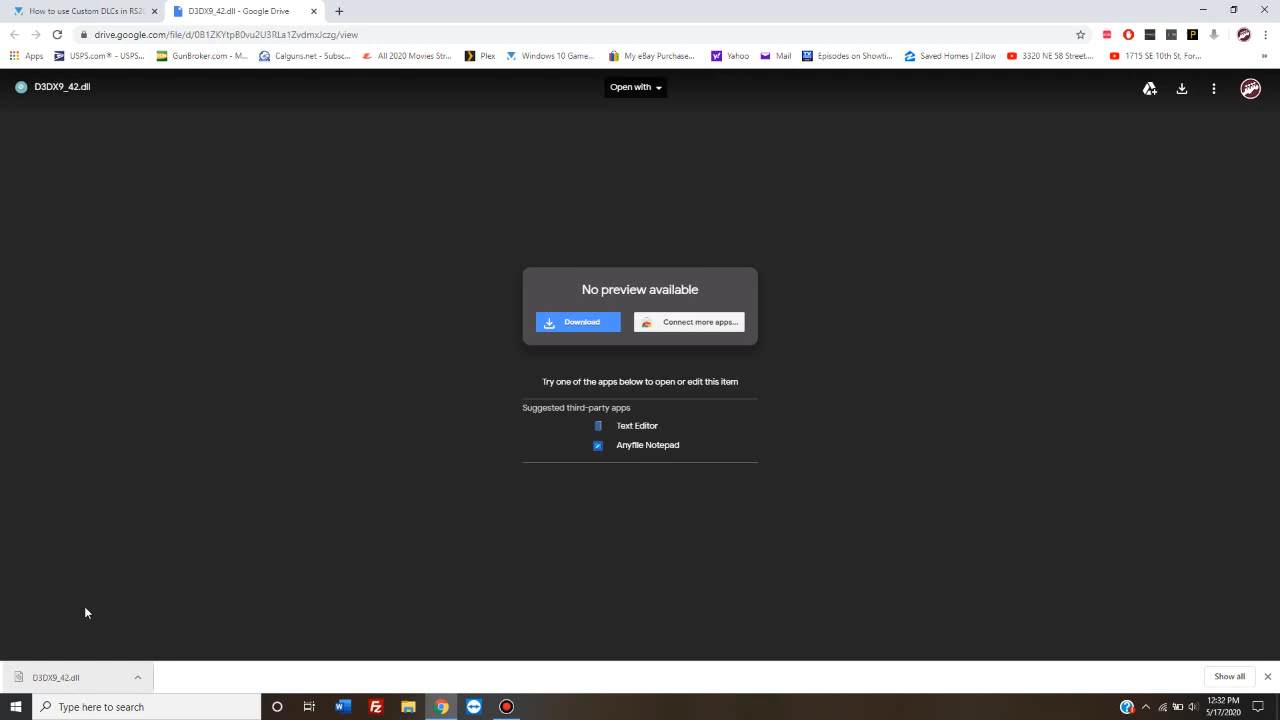 How to use Custom DLCs in RS20
D3DX9_42.dll - Google Drive
drive.google.com/file/d/0B1ZKYtpB0vu2U3RLa1ZvdmxJczg/view
Apps
USPS.com® - USPS...
GunBroker.com - M...
Calguns.net - Subsc...
All 2020 Movies Str...
Plex
Windows 10 Game...
My eBay Purchase...
Yahoo
Mail
Episodes on Showti...
Saved Homes | Zillow
3320 NE 58 Street...
1715 SE 10th St, For...
»
D3DX9_42.dll
Open with
No preview available
Download
Connect more apps...
Try one of the apps below to open or edit this item
Suggested third-party apps
Text Editor
Anyfile Notepad
D3DX9_42.dll
Show all
Type here to search
12:32 PM
5/17/2020